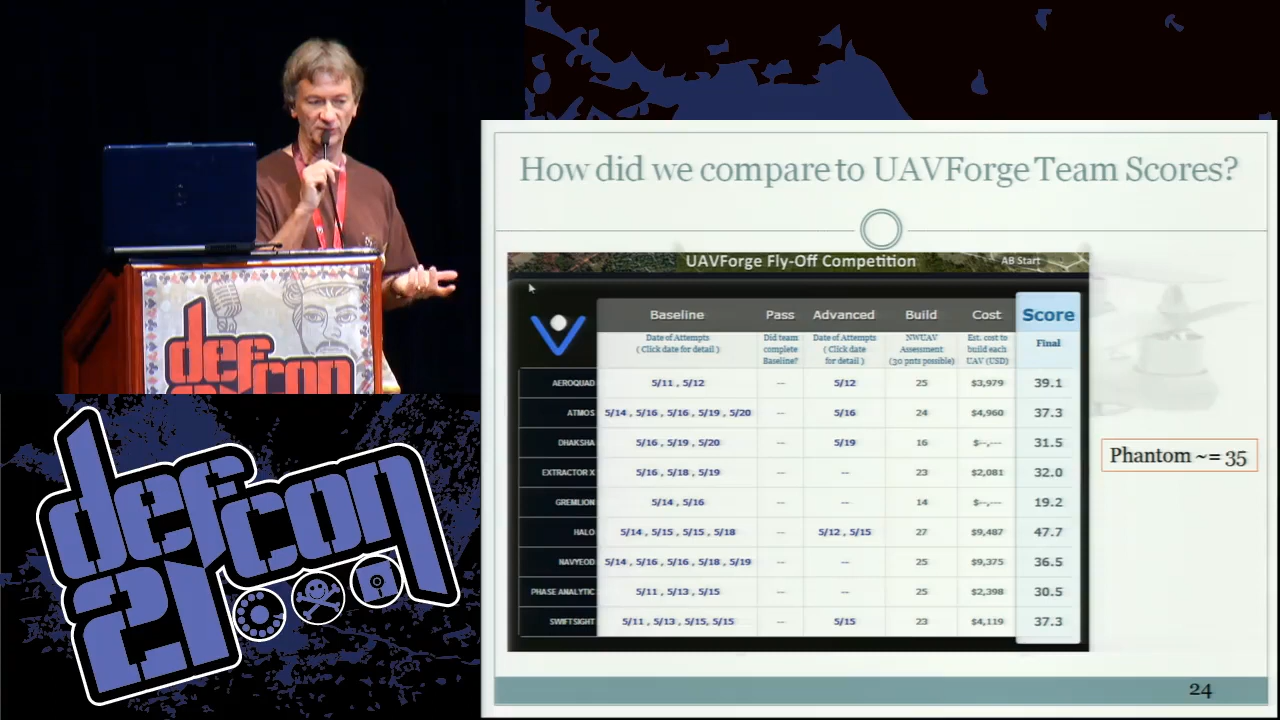 How did we compare to UAVForge Team Scores?
UAVForge Fly-Off Competition AB Start
Baseline Pass Advanced Build Cost Score
Date of Attempts ( Click date for detail ) Did team complete Baseline? Date of Attempts ( Click date for detail ) NWUAV Assessment (30 pnts possible) Est. cost to build each UAV (USD) Final
AEROQUAD 5/11 , 5/12 -- 5/12 25 $3,979 39.1
ATMOS 5/14 , 5/16 , 5/16 , 5/19 , 5/20 -- 5/16 24 $4,960 37.3
DHAKSHA 5/16 , 5/19 , 5/20 -- 5/19 16 $--,--- 31.5
EXTRACTOR X 5/16 , 5/18 , 5/19 -- -- 23 $2,081 32.0
GREMLION 5/14 , 5/16 -- -- 14 $--,--- 19.2
HALO 5/14 , 5/15 , 5/15 , 5/18 -- 5/12 , 5/15 27 $9,487 47.7
NAVYEOD 5/14 , 5/16 , 5/16 , 5/18 , 5/19 -- -- 25 $9,375 36.5
PHASE ANALYTIC 5/11 , 5/13 , 5/15 -- -- 25 $2,398 30.5
SWIFTSIGHT 5/11 , 5/13 , 5/15, 5/15 -- 5/15 23 $4,119 37.3
Phantom ~= 35
24
defcon
defcon
21